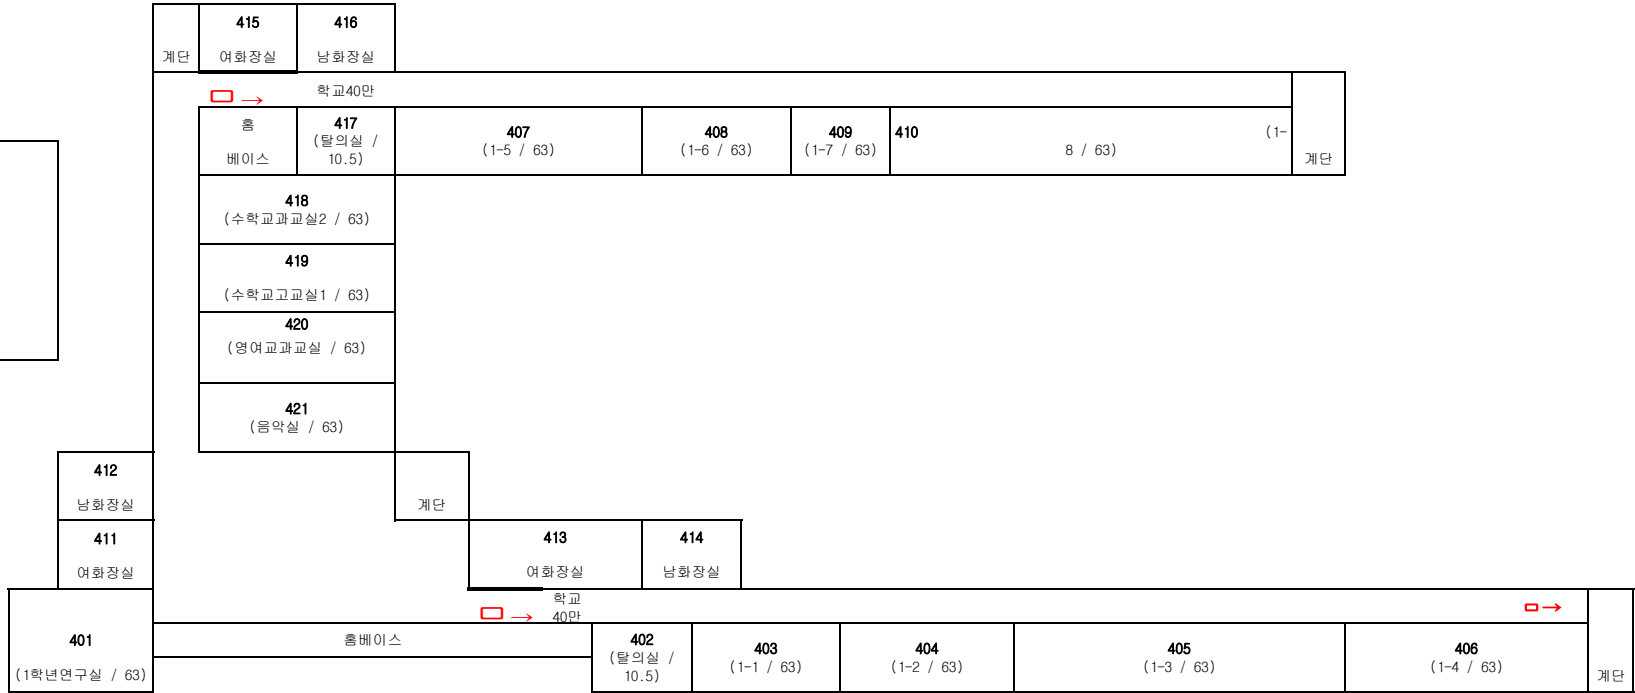 415
416
계단
여화장실
남화장실
학교40만
홈
베이스
417
(탈의실 /
10.5)
407
(1-5 / 63)
408
(1-6 / 63)
409
(1-7 / 63)
410 (1-
8 / 63)
계단
418
(수학교과교실2 / 63)
419
(수학교고교실1 / 63)
420
(영여교과교실 / 63)
421
(음악실 / 63)
412
남화장실
계단
411
여화장실
413
여화장실
414
남화장실
학교
40만
401
(1학년연구실 / 63)
홈베이스
402
(탈의실 /
10.5)
403
(1-1 / 63)
404
(1-2 / 63)
405
(1-3 / 63)
406
(1-4 / 63)
계단